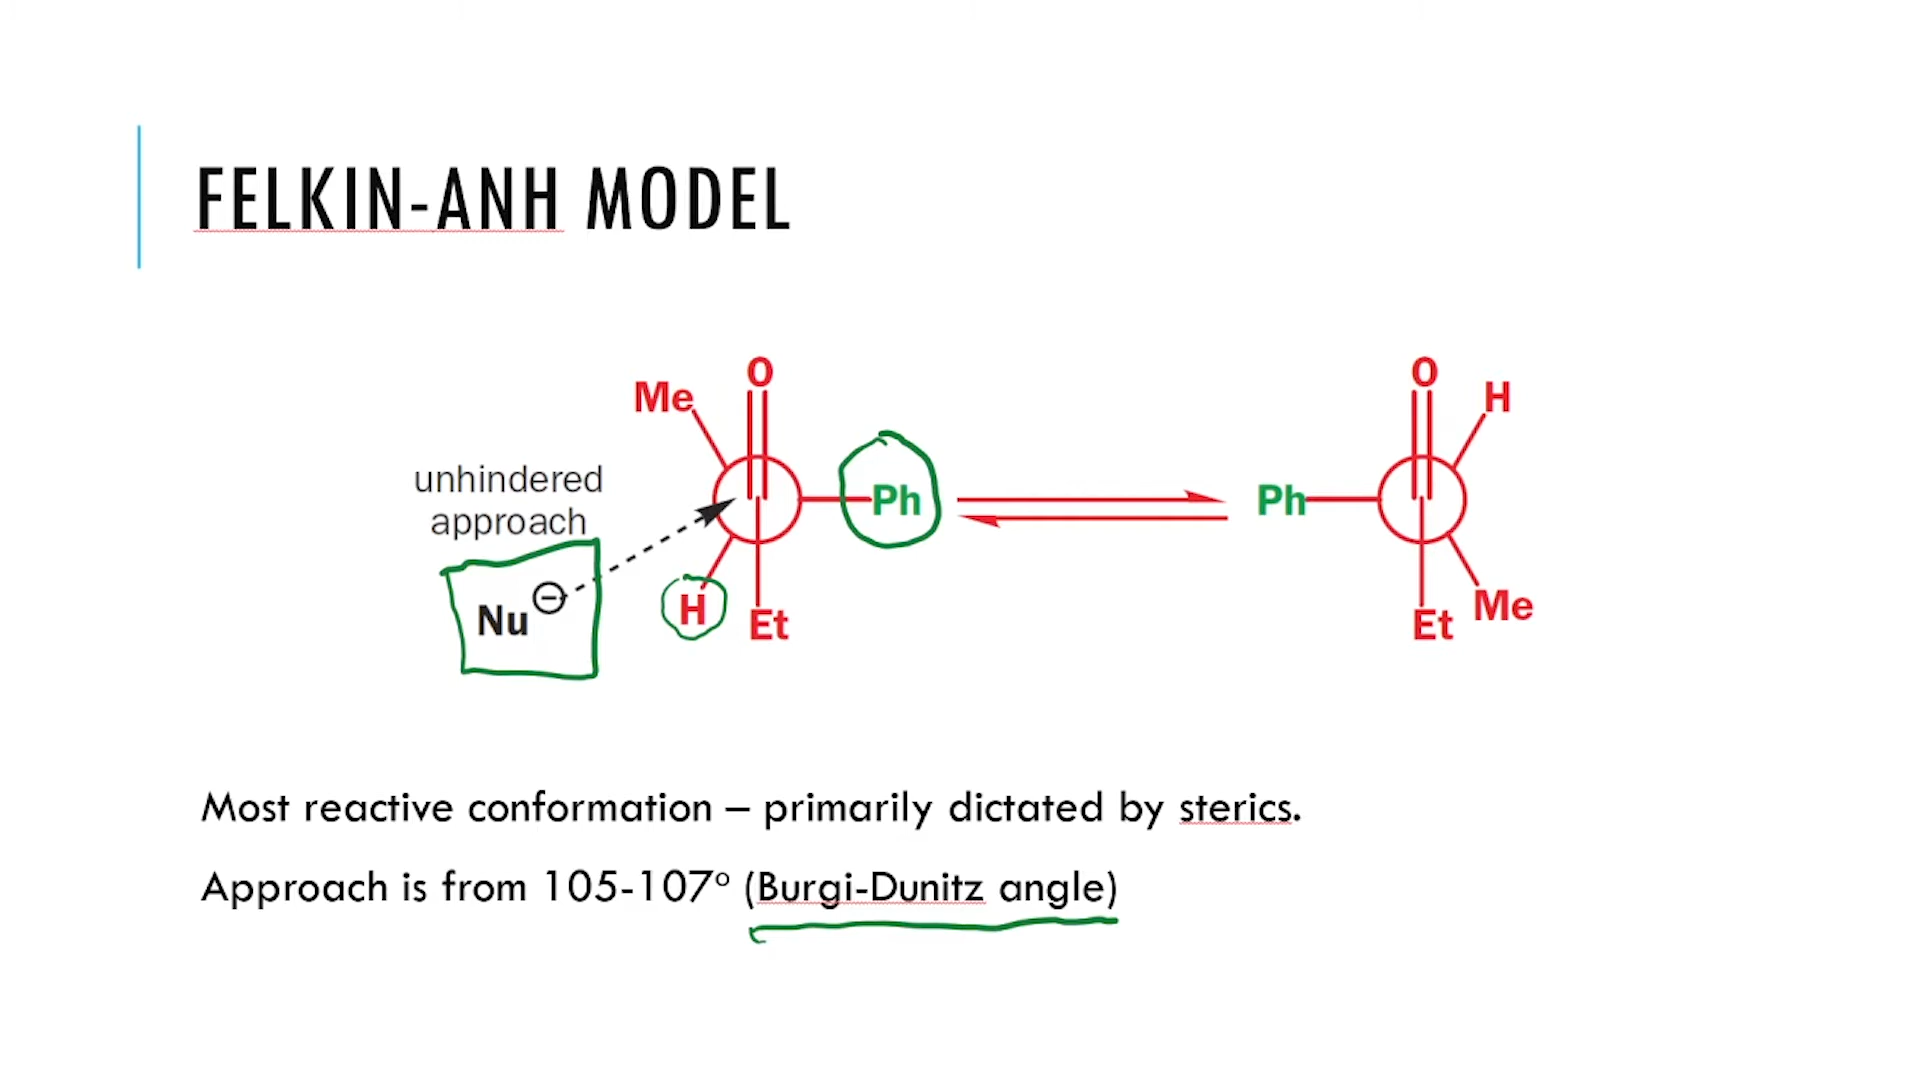 FELKIN-ANH MODEL
O
Me
unhindered
approach
Ph
Nu ⊖
H
Et
O
H
Ph
Et
Me
Most reactive conformation – primarily dictated by sterics.
Approach is from 105-107° (Burgi-Dunitz angle)